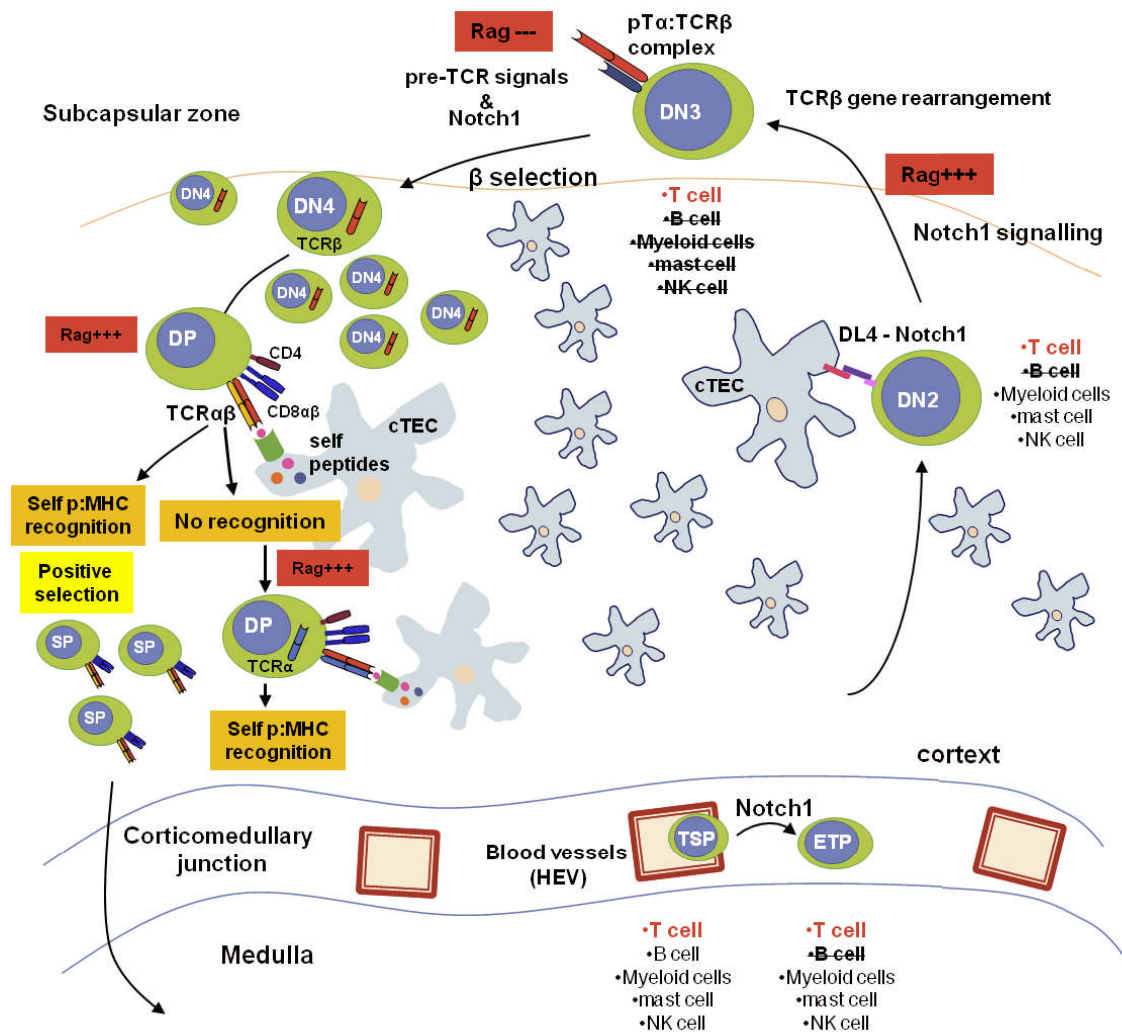 Rag ---
pTα:TCRβ
complex
pre-TCR signals
&
Notch1
DN3
TCRβ gene rearrangement
Subcapsular zone
Rag+++
β selection
DN4
DN4
TCRβ
•T cell
•B cell
•Myeloid cells
•mast cell
•NK cell
Notch1 signalling
DN4
DN4
DN4
DN4
Rag+++
DP
CD4
CD8αβ
TCRαβ
cTEC
self
peptides
DL4 - Notch1
cTEC
DN2
•T cell
•B cell
•Myeloid cells
•mast cell
•NK cell
Self p:MHC
recognition
No recognition
Positive
selection
Rag+++
SP
SP
SP
DP
TCRα
Self p:MHC
recognition
cortext
Corticomedullary
junction
Blood vessels
(HEV)
TSP
Notch1
ETP
Medulla
•T cell
•B cell
•Myeloid cells
•mast cell
•NK cell
•T cell
•B cell
•Myeloid cells
•mast cell
•NK cell